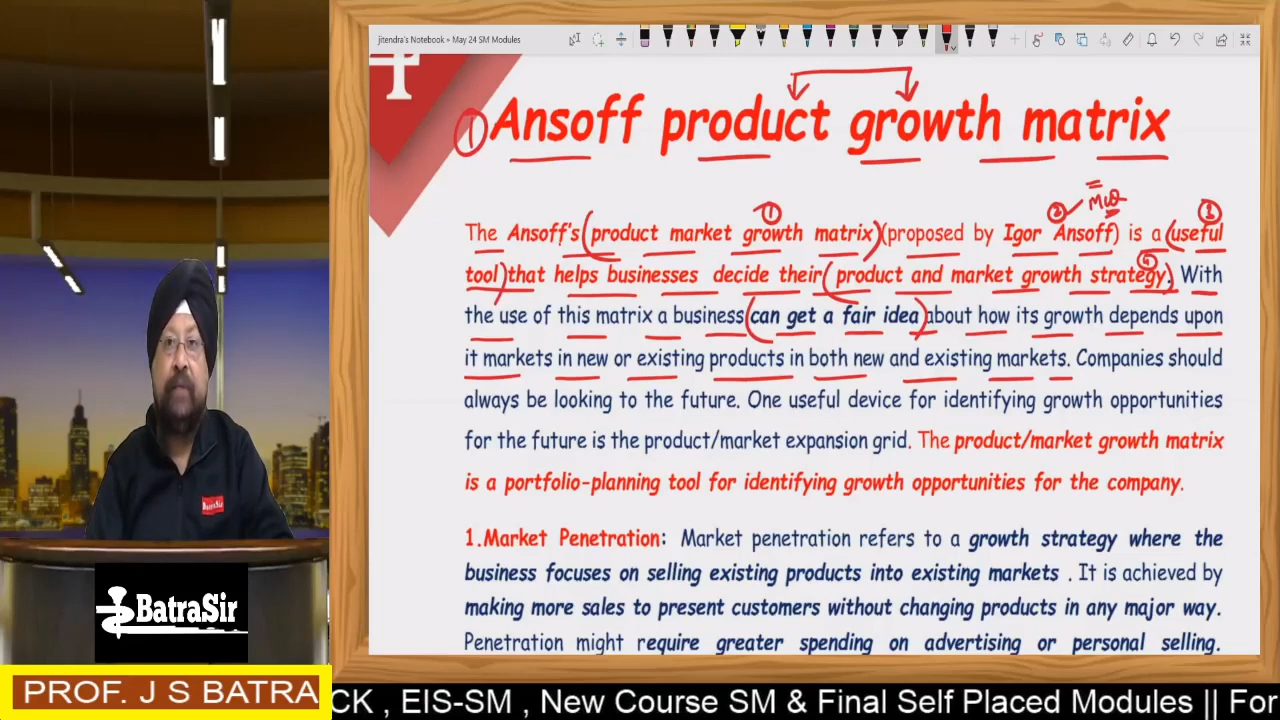 jitendra's Notebook » May 24 SM Modules
① Ansoff product growth matrix
① ② MCQ ③
The Ansoff's (product market growth matrix) (proposed by Igor Ansoff) is a (useful
tool) that helps businesses decide their (product and market growth strategy). With
the use of this matrix a business (can get a fair idea) about how its growth depends upon
it markets in new or existing products in both new and existing markets. Companies should
always be looking to the future. One useful device for identifying growth opportunities
for the future is the product/market expansion grid. The product/market growth matrix
is a portfolio-planning tool for identifying growth opportunities for the company.
1.Market Penetration: Market penetration refers to a growth strategy where the
business focuses on selling existing products into existing markets . It is achieved by
making more sales to present customers without changing products in any major way.
Penetration might require greater spending on advertising or personal selling.
BatraSir
BatraSir
PROF. J S BATRA
CK , EIS-SM , New Course SM & Final Self Placed Modules || For